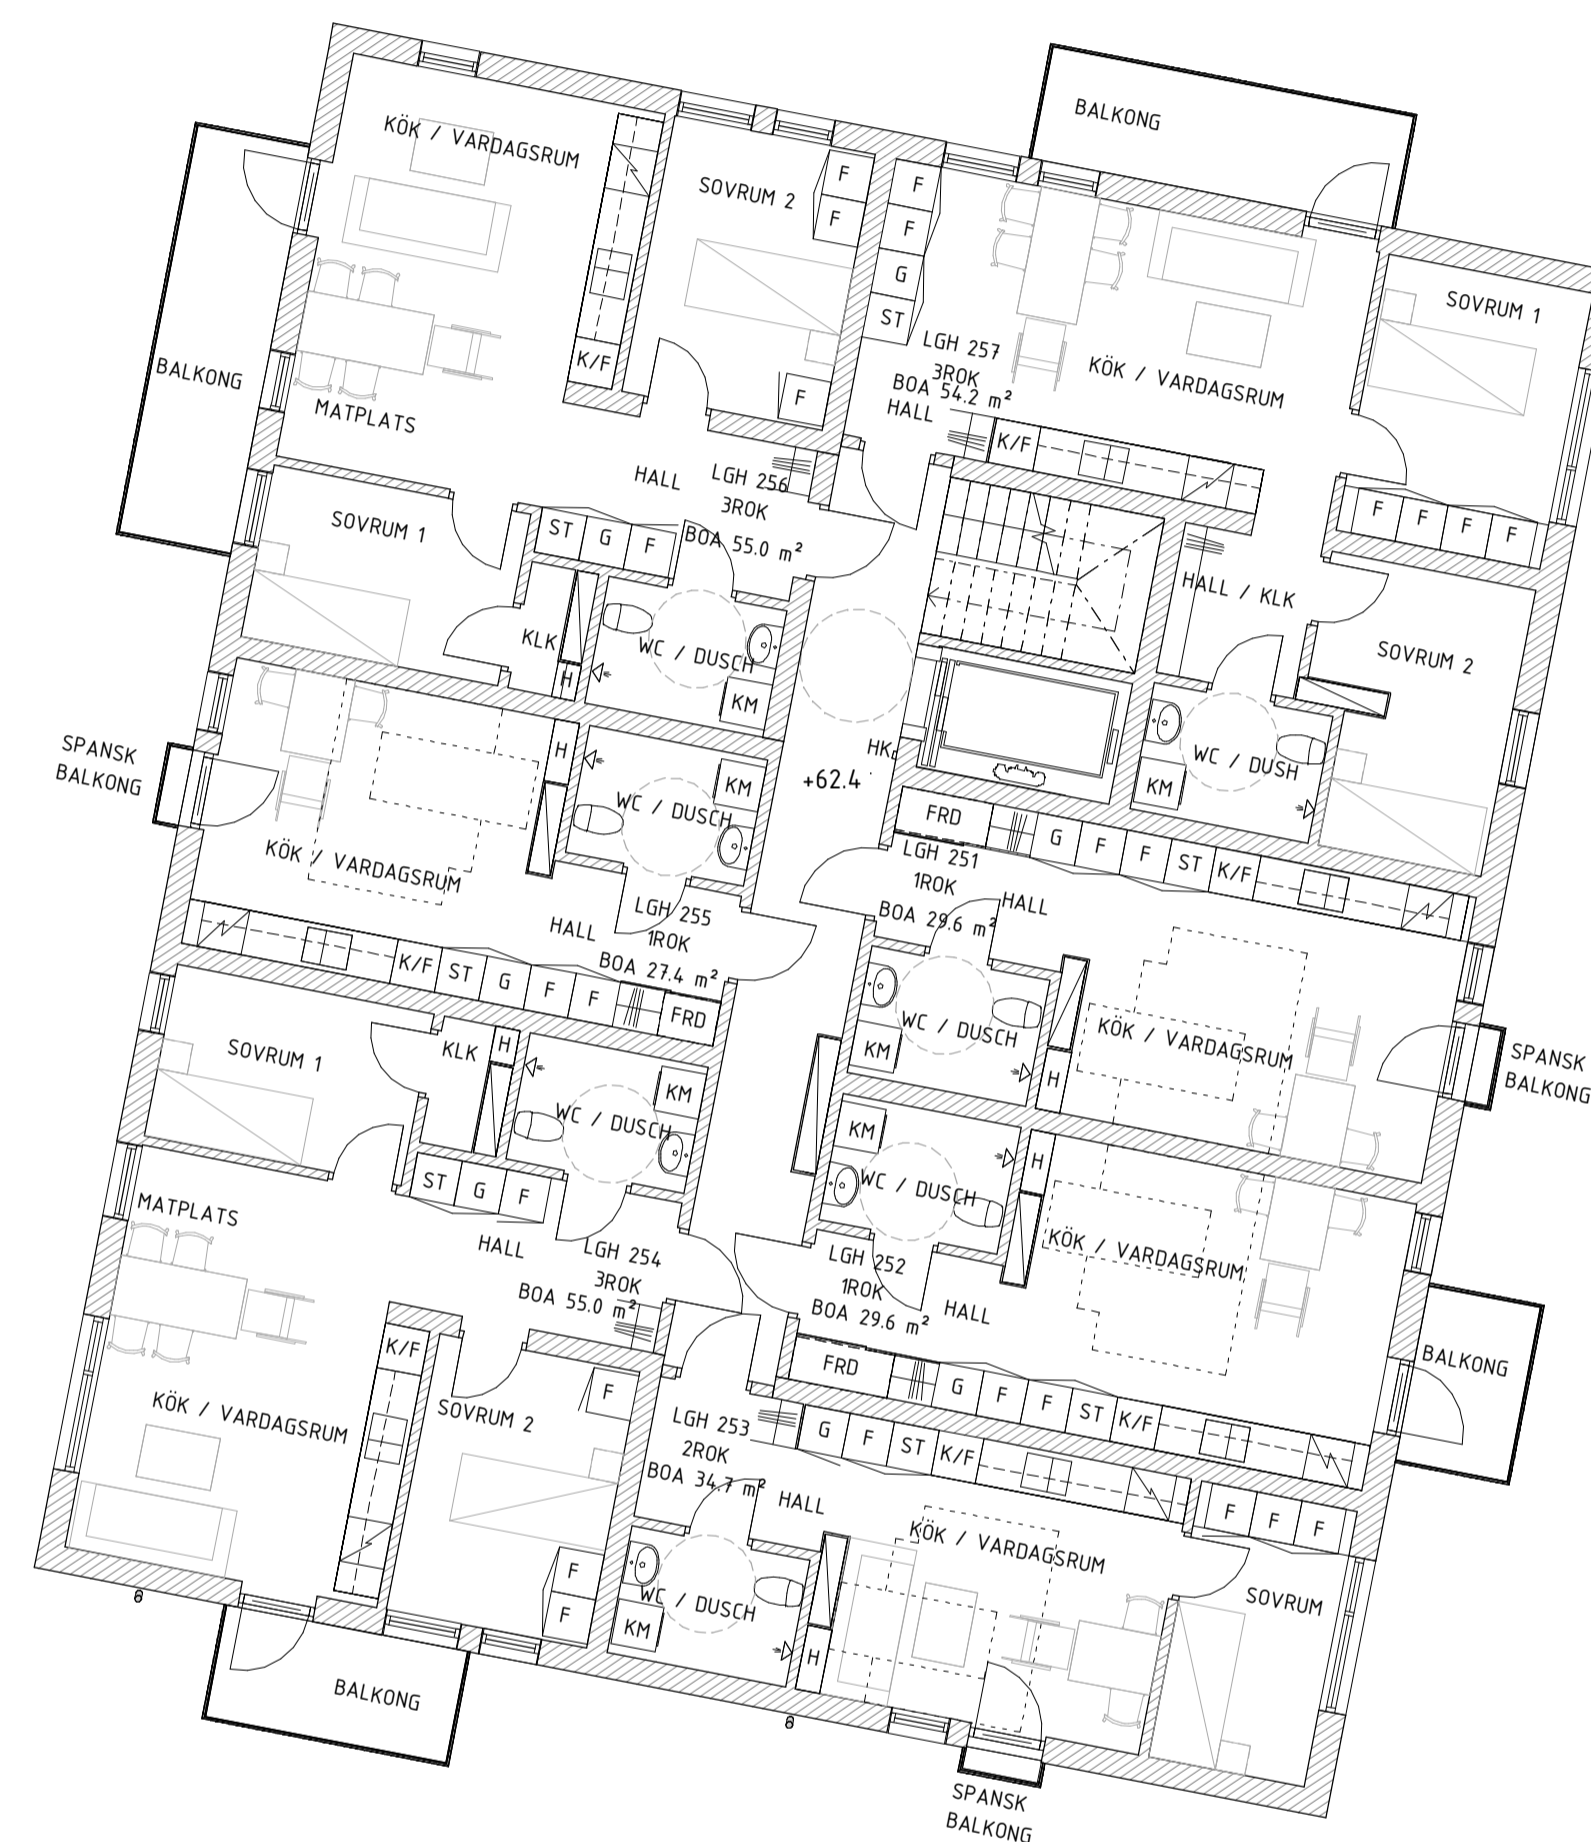 KÖK / VARDAGSRUM
SOVRUM 2
F
F
F
K/F
BALKONG
MATPLATS
HALL
LGH 256
3ROK
BOA 55.0 m²
SOVRUM 1
ST
G
F
KLK
H
WC / DUSCH
KM
BALKONG
F
F
G
ST
LGH 257
3ROK
BOA 54.2 m²
HALL
KÖK / VARDAGSRUM
K/F
SOVRUM 1
F
F
F
F
HALL / KLK
SOVRUM 2
WC / DUSH
KM
HK
+62.4
SPANSK
BALKONG
H
WC / DUSCH
KM
KÖK / VARDAGSRUM
HALL
LGH 255
1ROK
BOA 27.4 m²
K/F
ST
G
F
F
FRD
FRD
G
F
F
ST
K/F
LGH 251
1ROK
BOA 29.6 m²
HALL
WC / DUSCH
KM
H
KÖK / VARDAGSRUM
SPANSK
BALKONG
SOVRUM 1
KLK
H
WC / DUSCH
KM
ST
G
F
MATPLATS
HALL
LGH 254
3ROK
BOA 55.0 m²
K/F
KÖK / VARDAGSRUM
SOVRUM 2
F
F
F
BALKONG
KM
WC / DUSCH
H
KÖK / VARDAGSRUM
LGH 252
1ROK
BOA 29.6 m²
HALL
FRD
G
F
F
ST
K/F
BALKONG
LGH 253
2ROK
BOA 34.7 m²
HALL
G
F
ST
K/F
F
F
F
KÖK / VARDAGSRUM
SOVRUM
WC / DUSCH
KM
H
SPANSK
BALKONG